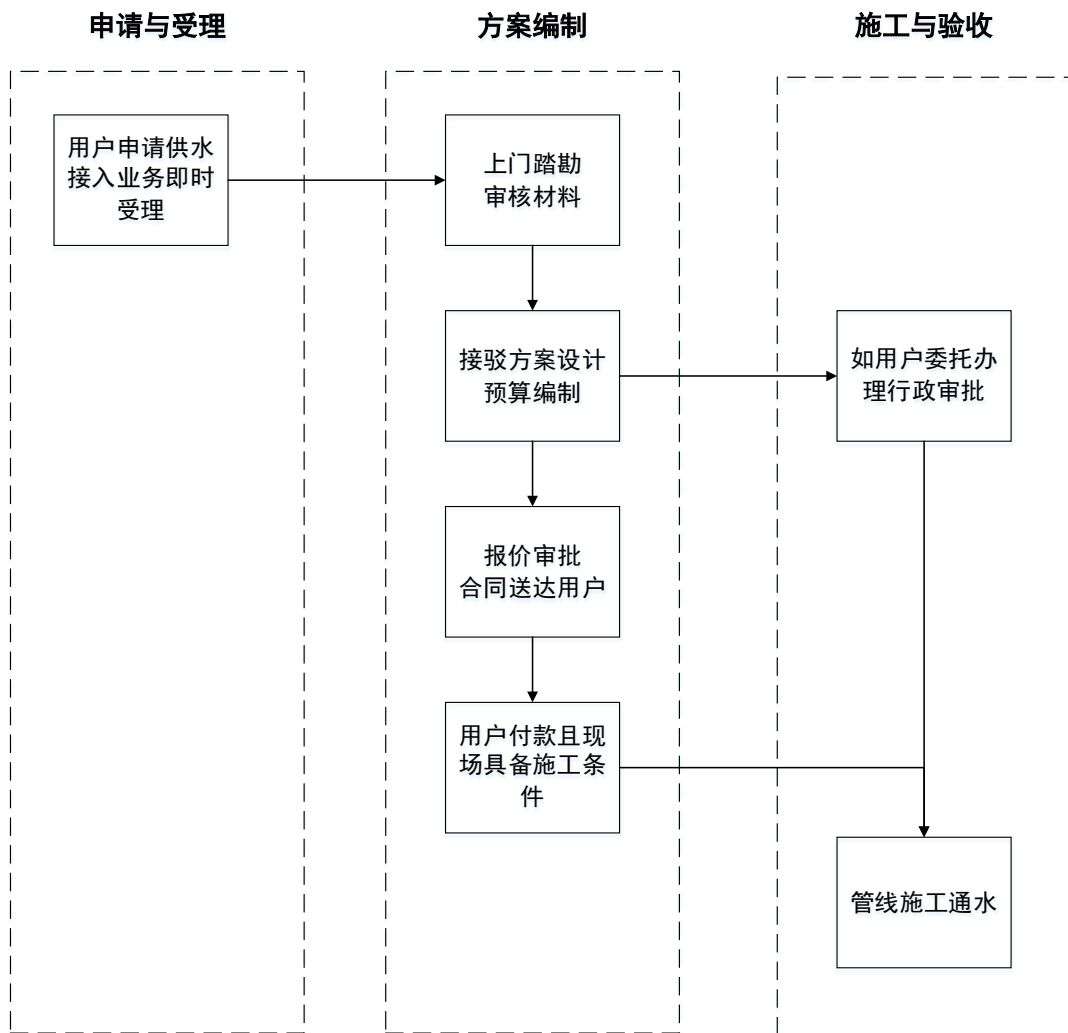 申请与受理
方案编制
施工与验收
用户申请供水
接入业务即时
受理
上门踏勘
审核材料
接驳方案设计
预算编制
如用户委托办
理行政审批
报价审批
合同送达用户
用户付款且现
场具备施工条
件
管线施工通水